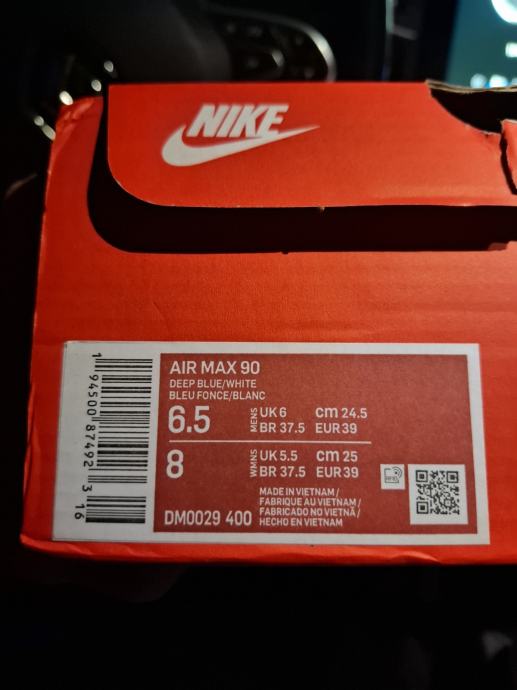 NIKE
AIR MAX 90
DEEP BLUE/WHITE
BLEU FONCE/BLANC
6.5 MENS UK 6 cm 24.5
BR 37.5 EUR 39
8 WMNS UK 5.5 cm 25
BR 37.5 EUR 39
MADE IN VIETNAM /
FABRIQUE AU VIETNAM /
FABRICADO NO VIETNÃ /
HECHO EN VIETNAM
DM0029 400
RFID
1 94500 87492 3 16